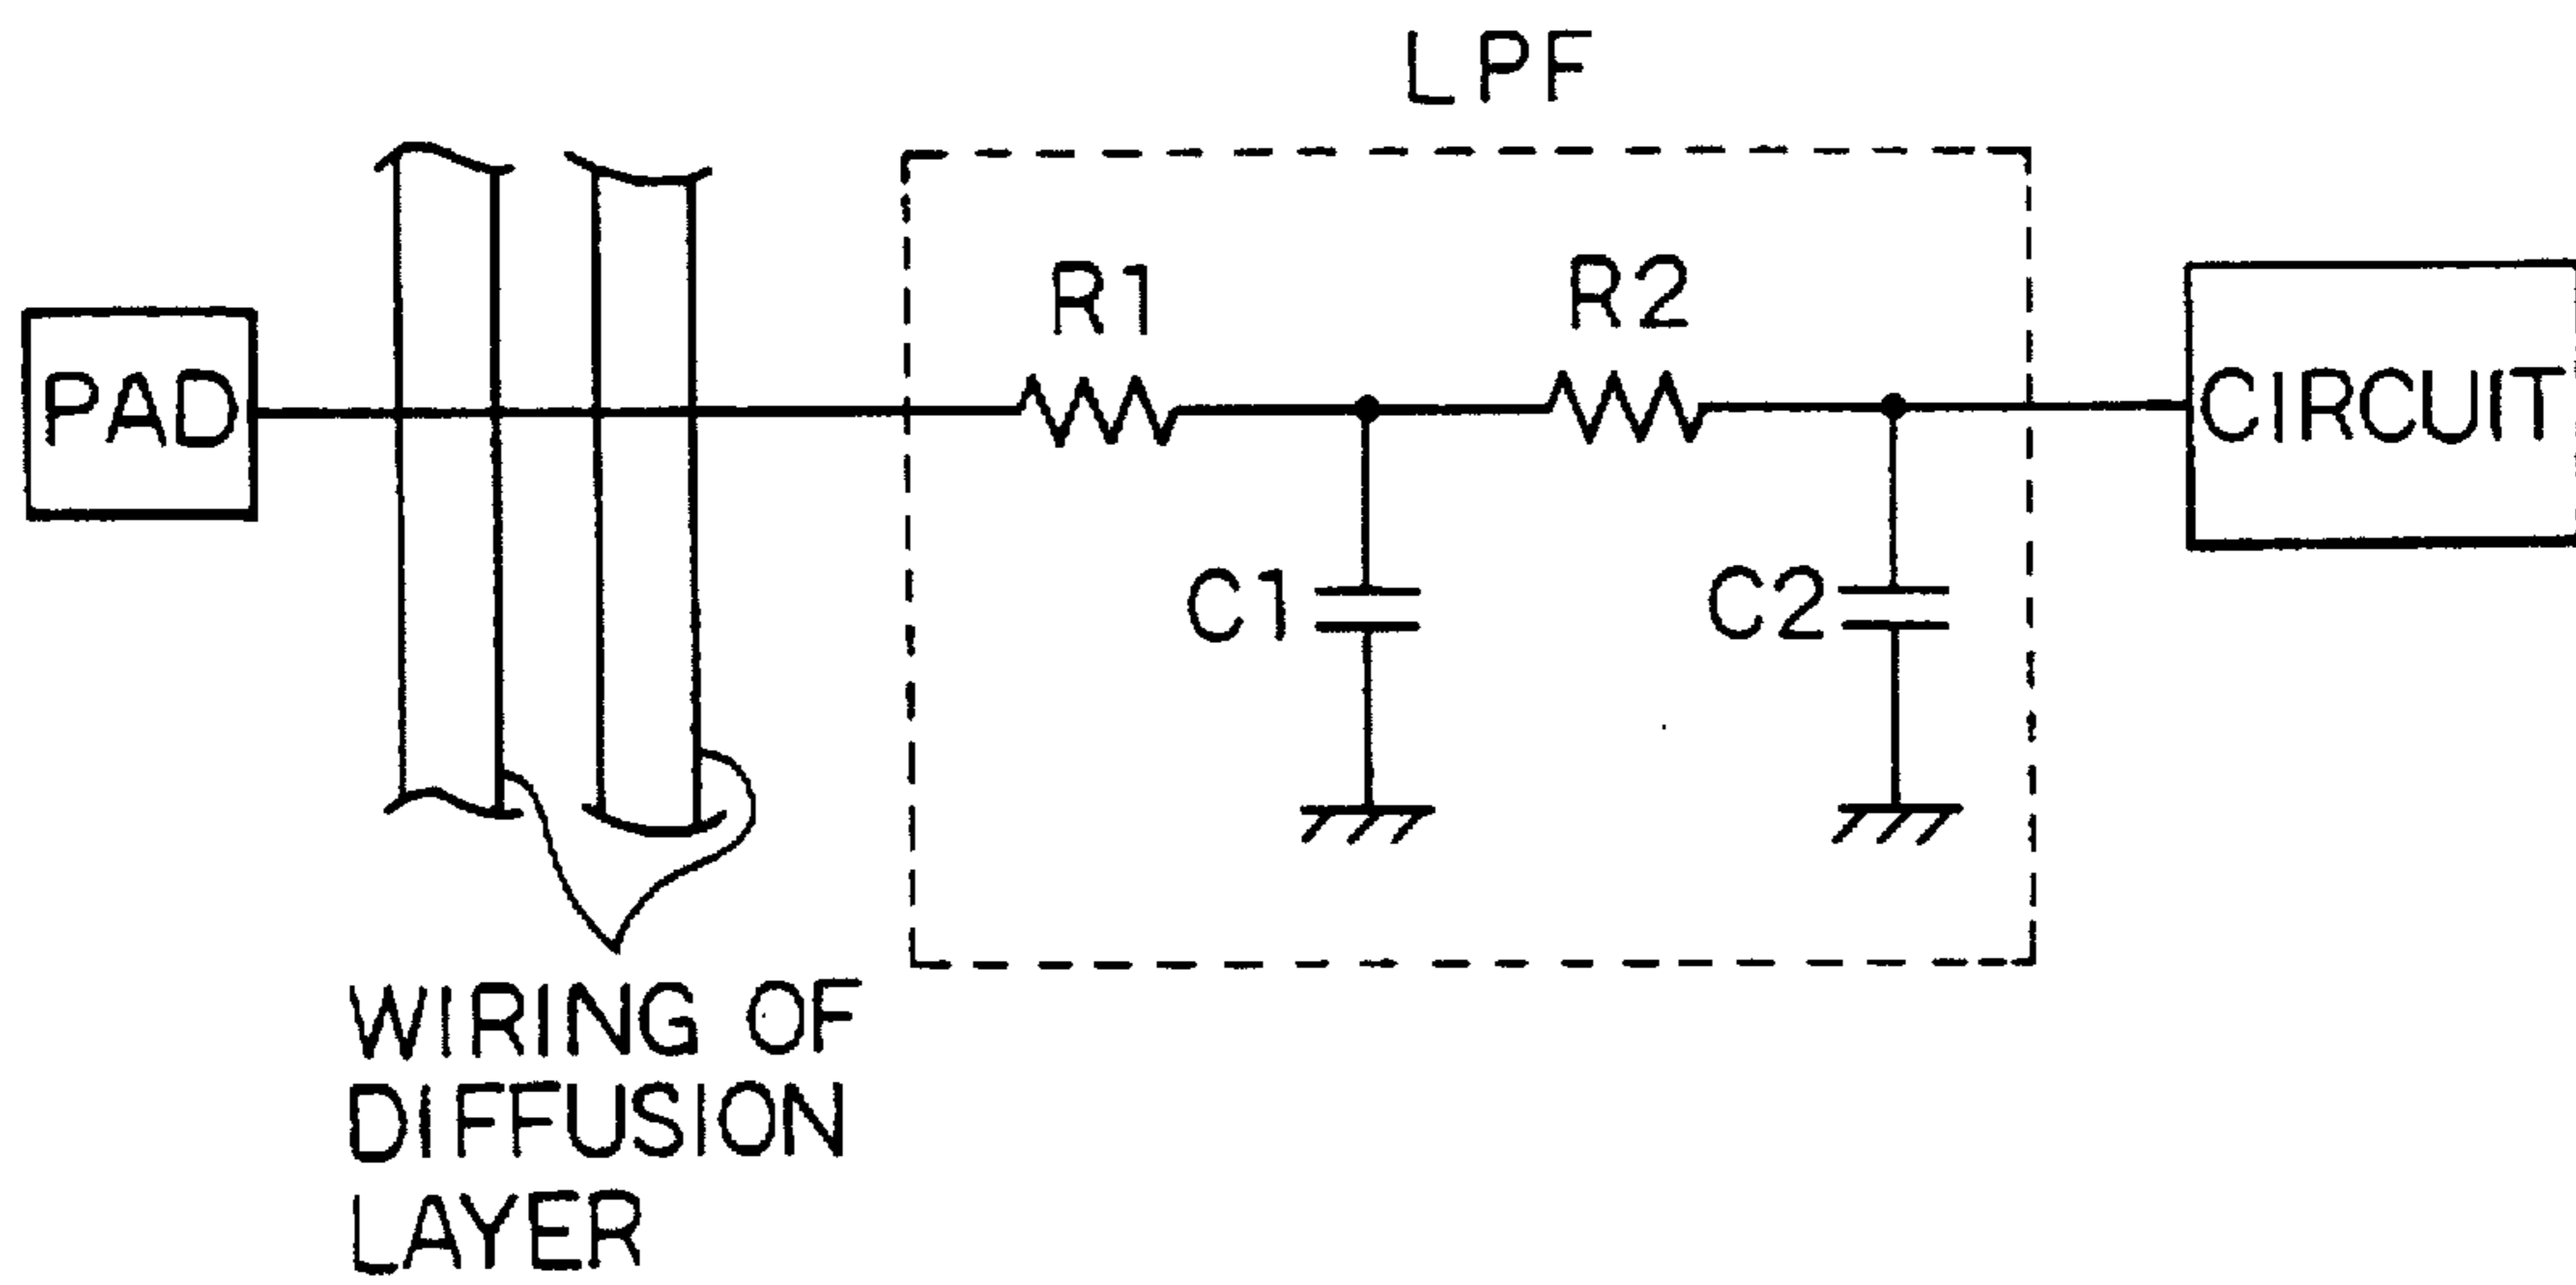 LPF
R1
R2
PAD
CIRCUIT
C1
C2
WIRING OF
DIFFUSION
LAYER